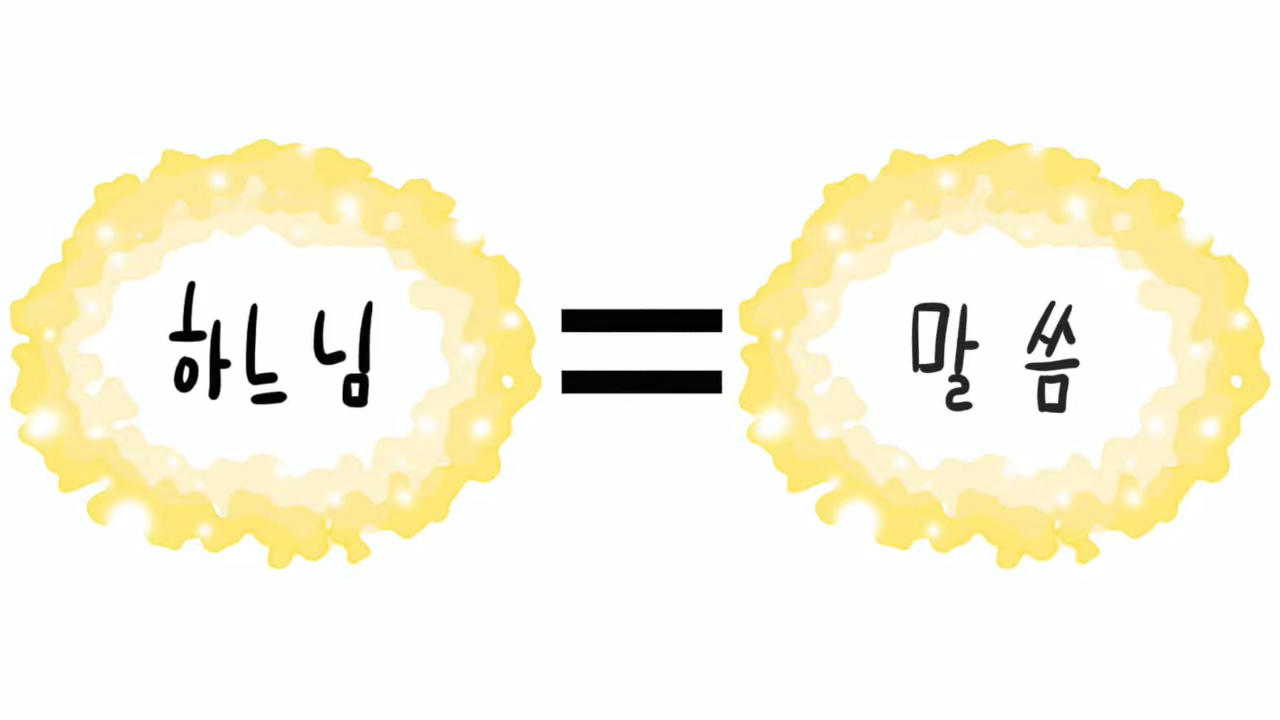 하느님 = 말씀